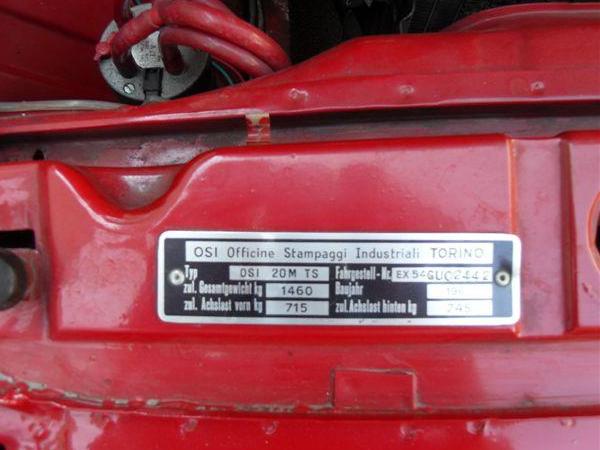 OSI Officine Stampaggi Industriali TORINO
Typ OSI 20M TS Fahrgestell-Nr.
zul. Gesamtgewicht kg 1460 Baujahr
zul. Achslast vorn kg 715 zul. Achslast hinten kg 745